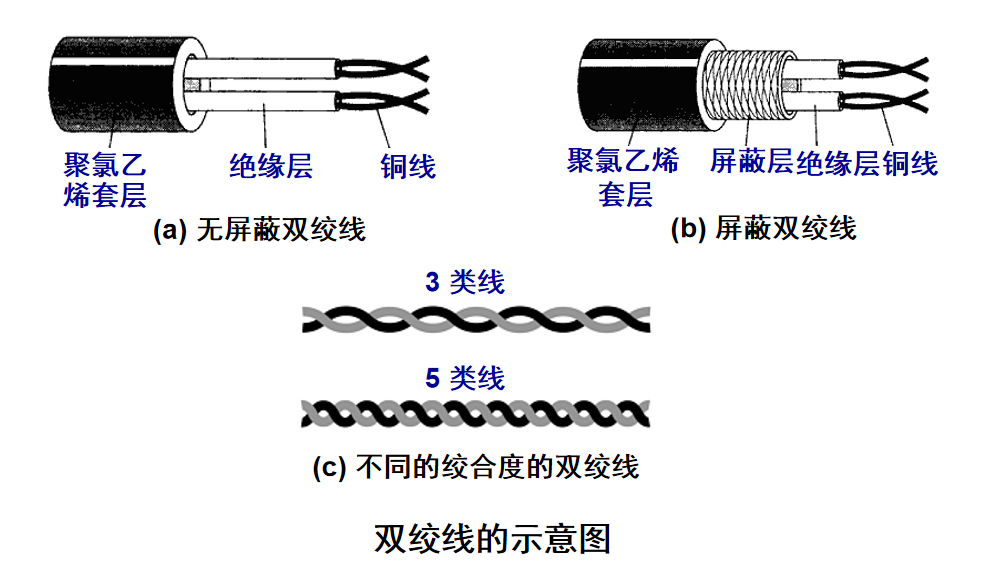 聚氯乙
烯套层
绝缘层
铜线
(a) 无屏蔽双绞线
聚氯乙烯
套层
屏蔽层
绝缘层
铜线
(b) 屏蔽双绞线
3 类线
5 类线
(c) 不同的绞合度的双绞线
双绞线的示意图